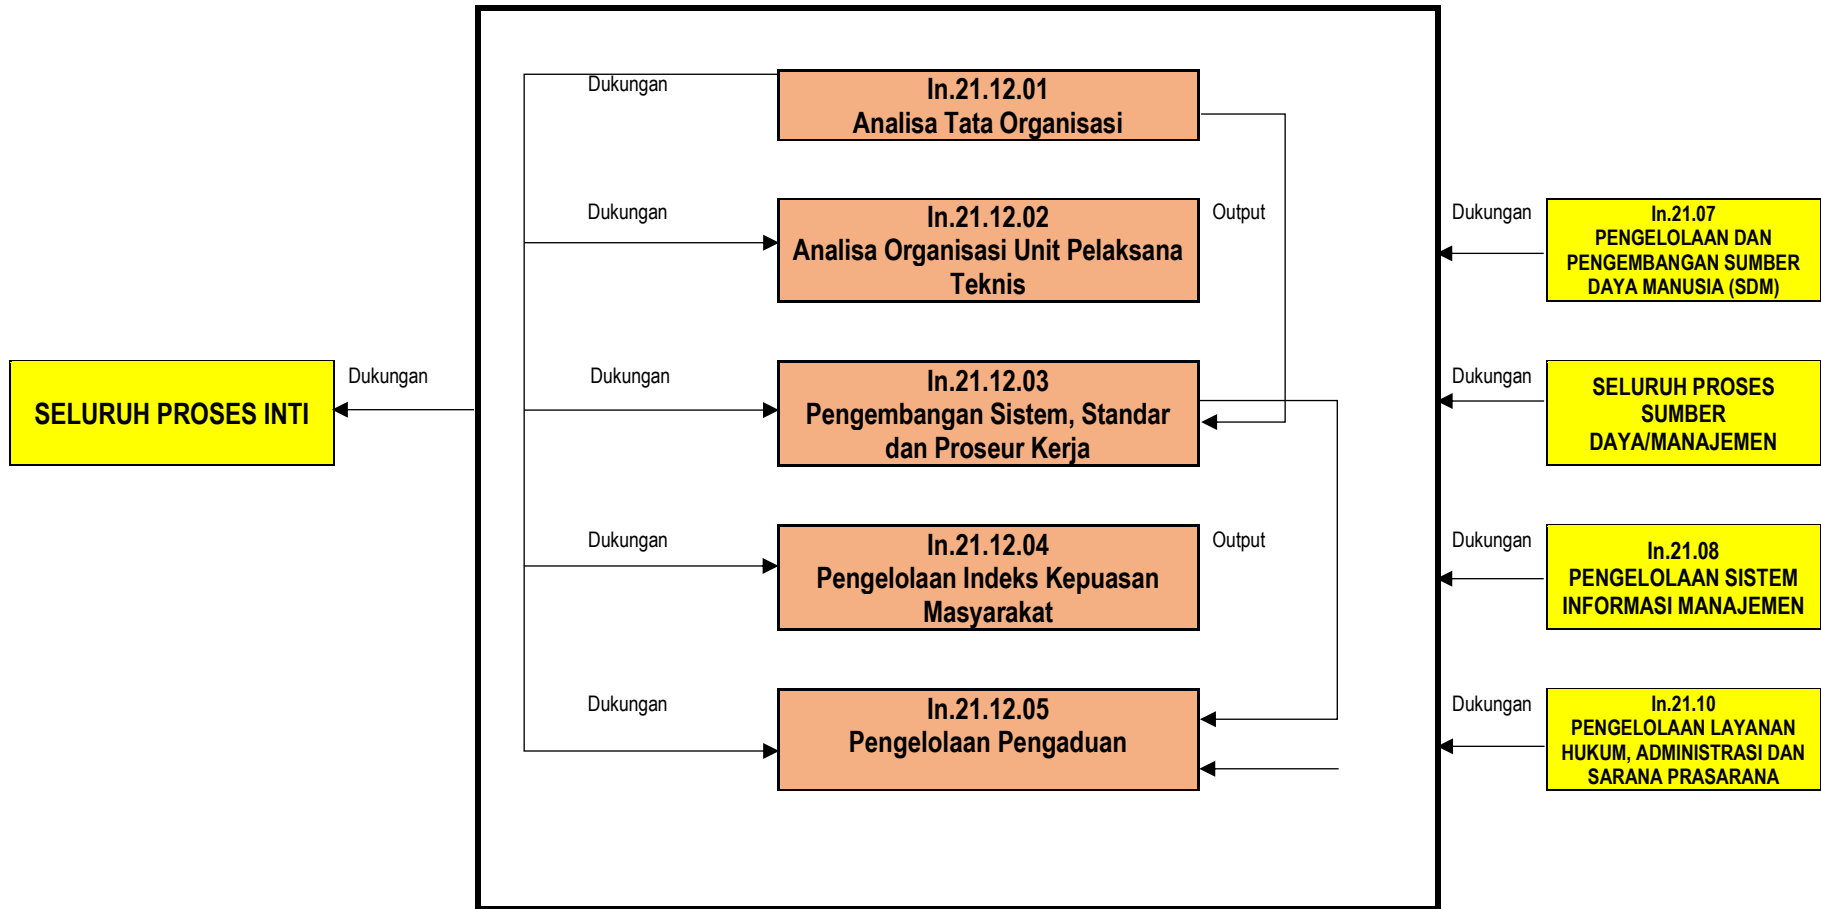 Dukungan
In.21.12.01
Analisa Tata Organisasi
Dukungan
In.21.12.02
Analisa Organisasi Unit Pelaksana
Teknis
Output
Dukungan
In.21.07
PENGELOLAAN DAN
PENGEMBANGAN SUMBER
DAYA MANUSIA (SDM)
SELURUH PROSES INTI
Dukungan
Dukungan
In.21.12.03
Pengembangan Sistem, Standar
dan Proseur Kerja
Dukungan
SELURUH PROSES
SUMBER
DAYA/MANAJEMEN
Dukungan
In.21.12.04
Pengelolaan Indeks Kepuasan
Masyarakat
Output
Dukungan
In.21.08
PENGELOLAAN SISTEM
INFORMASI MANAJEMEN
Dukungan
In.21.12.05
Pengelolaan Pengaduan
Dukungan
In.21.10
PENGELOLAAN LAYANAN
HUKUM, ADMINISTRASI DAN
SARANA PRASARANA